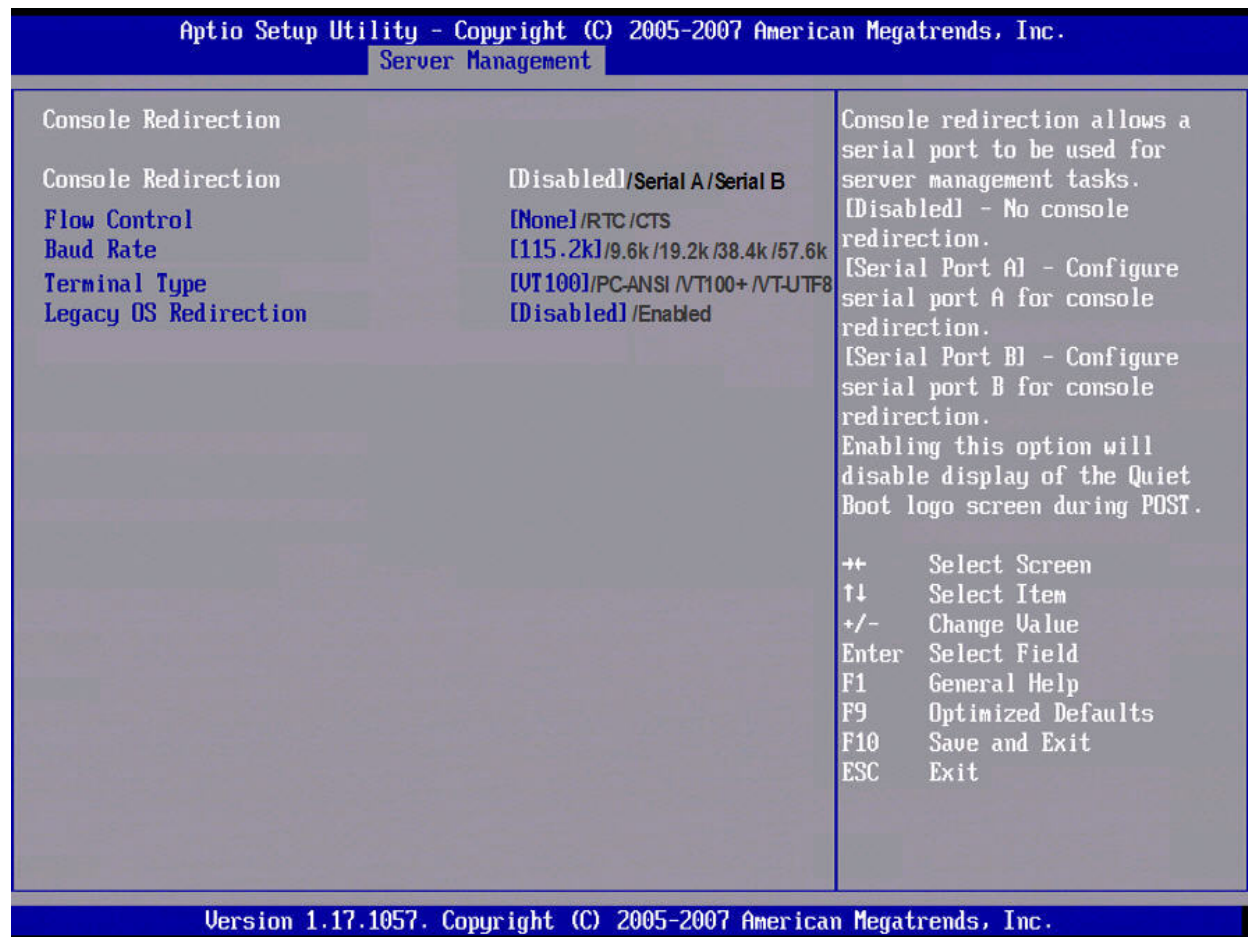 Aptio Setup Utility - Copyright (C) 2005-2007 American Megatrends, Inc.
Server Management
Console Redirection
Console Redirection [Disabled]/Serial A/Serial B
Flow Control [None]/RTC/CTS
Baud Rate [115.2k]/9.6k/19.2k/38.4k/57.6k
Terminal Type [VT100]/PC-ANSI/VT100+/VT-UTF8
Legacy OS Redirection [Disabled]/Enabled
Console redirection allows a
serial port to be used for
server management tasks.
[Disabled] - No console
redirection.
[Serial Port A] - Configure
serial port A for console
redirection.
[Serial Port B] - Configure
serial port B for console
redirection.
Enabling this option will
disable display of the Quiet
Boot logo screen during POST.
→← Select Screen
↑↓ Select Item
+/- Change Value
Enter Select Field
F1 General Help
F9 Optimized Defaults
F10 Save and Exit
ESC Exit
Version 1.17.1057. Copyright (C) 2005-2007 American Megatrends, Inc.